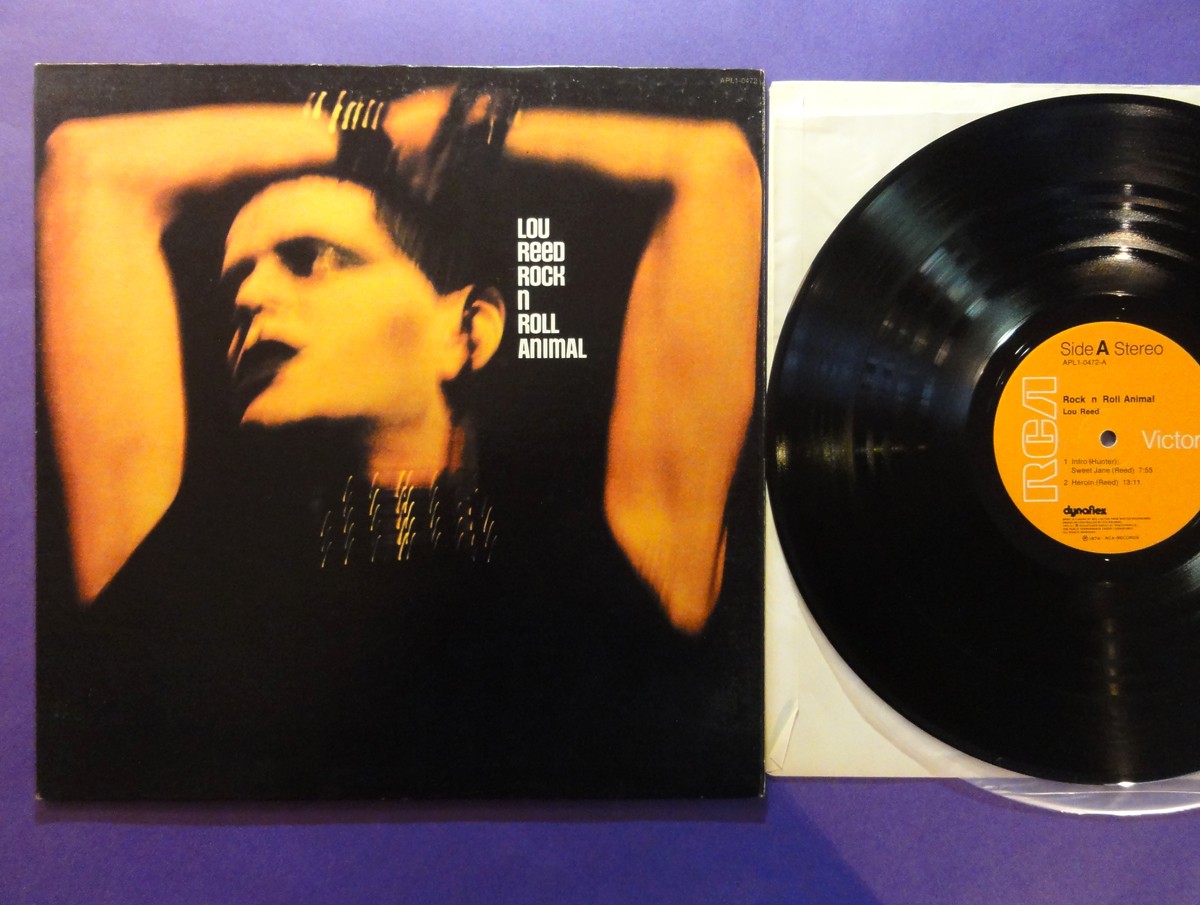 APL1-0472
LOU
REED
ROCK
n
ROLL
ANIMAL
Side A Stereo
APL1-0472-A
RCA
Rock n Roll Animal
Lou Reed
Victor
1 Intro (Hunter):
Sweet Jane (Reed) 7:55
2 Heroin (Reed) 13:11
dynaflex